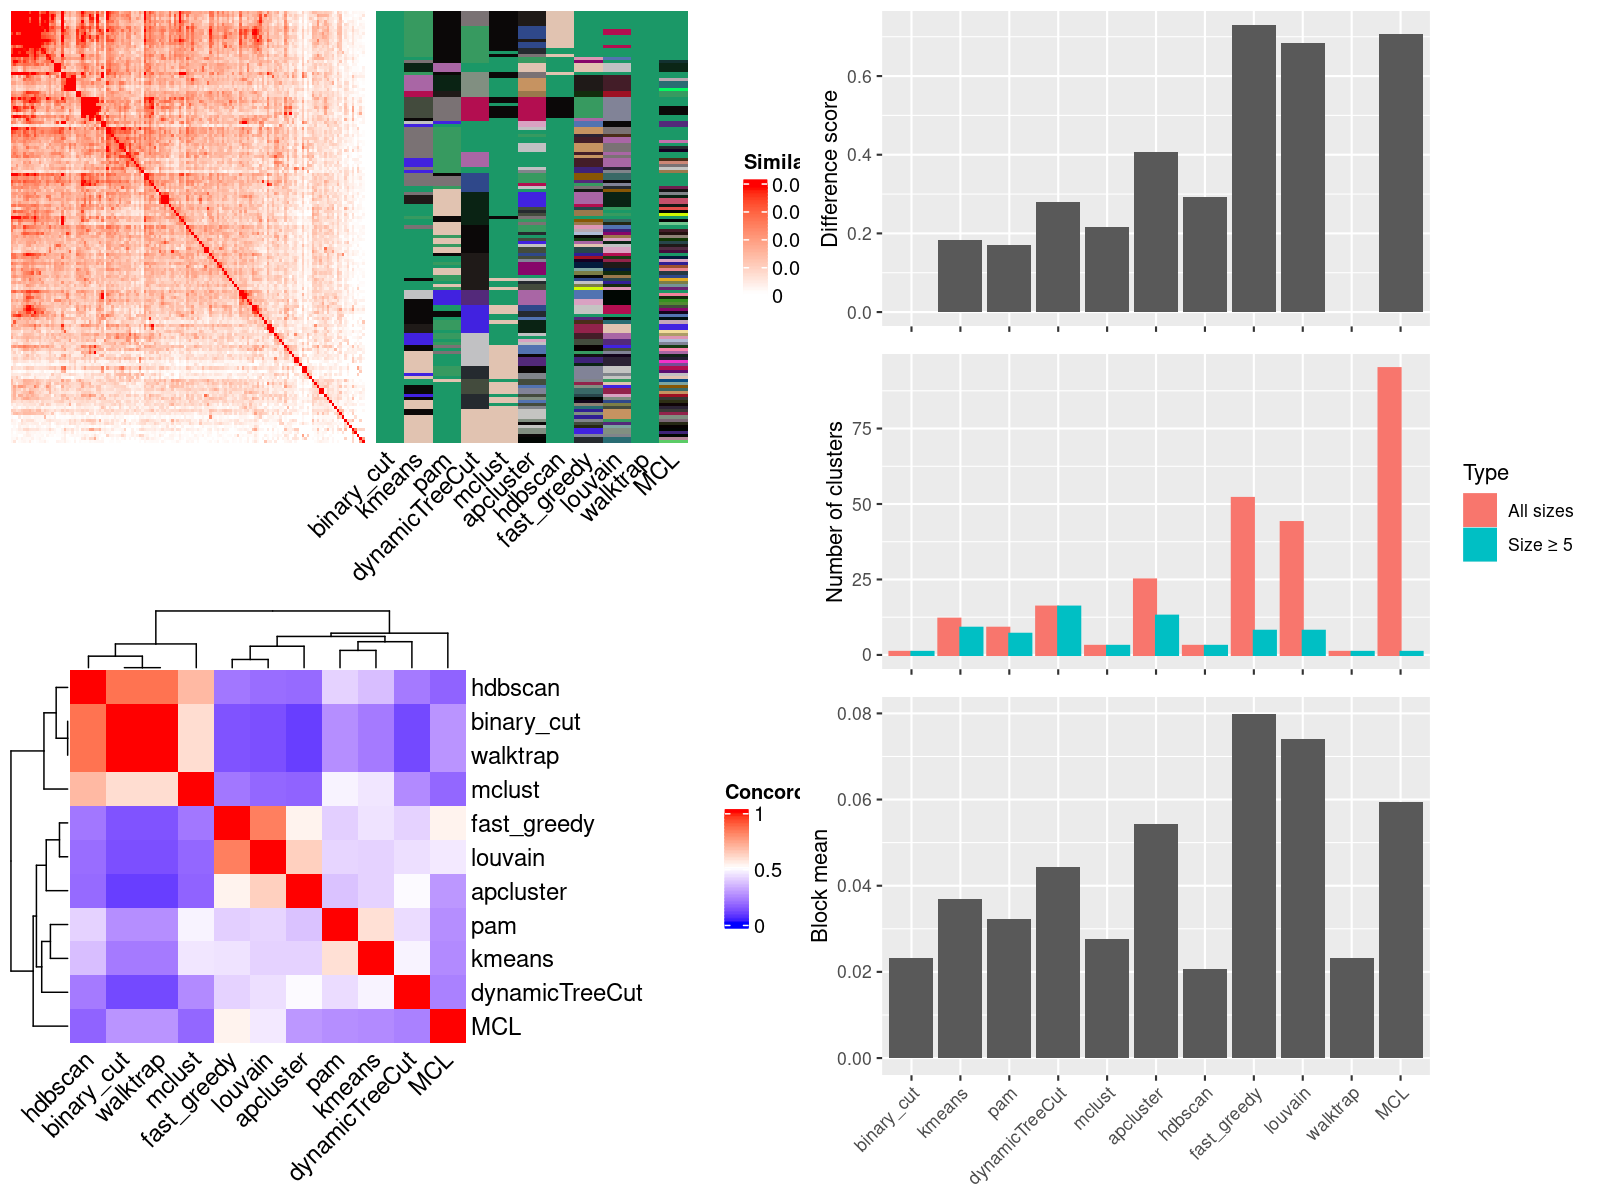 Simila
0.0
0.0
0.0
0.0
0
binary_cut
kmeans
pam
dynamicTreeCut
mclust
apcluster
hdbscan
fast_greedy
louvain
walktrap
MCL
hdbscan
binary_cut
walktrap
mclust
fast_greedy
louvain
apcluster
pam
kmeans
dynamicTreeCut
MCL
hdbscan
binary_cut
walktrap
mclust
fast_greedy
louvain
apcluster
pam
kmeans
dynamicTreeCut
MCL
Concord
1
0.5
0
Difference score
0.6
0.4
0.2
0.0
Number of clusters
75
50
25
0
Type
All sizes
Size ≥ 5
Block mean
0.08
0.06
0.04
0.02
0.00
binary_cut
kmeans
pam
dynamicTreeCut
mclust
apcluster
hdbscan
fast_greedy
louvain
walktrap
MCL